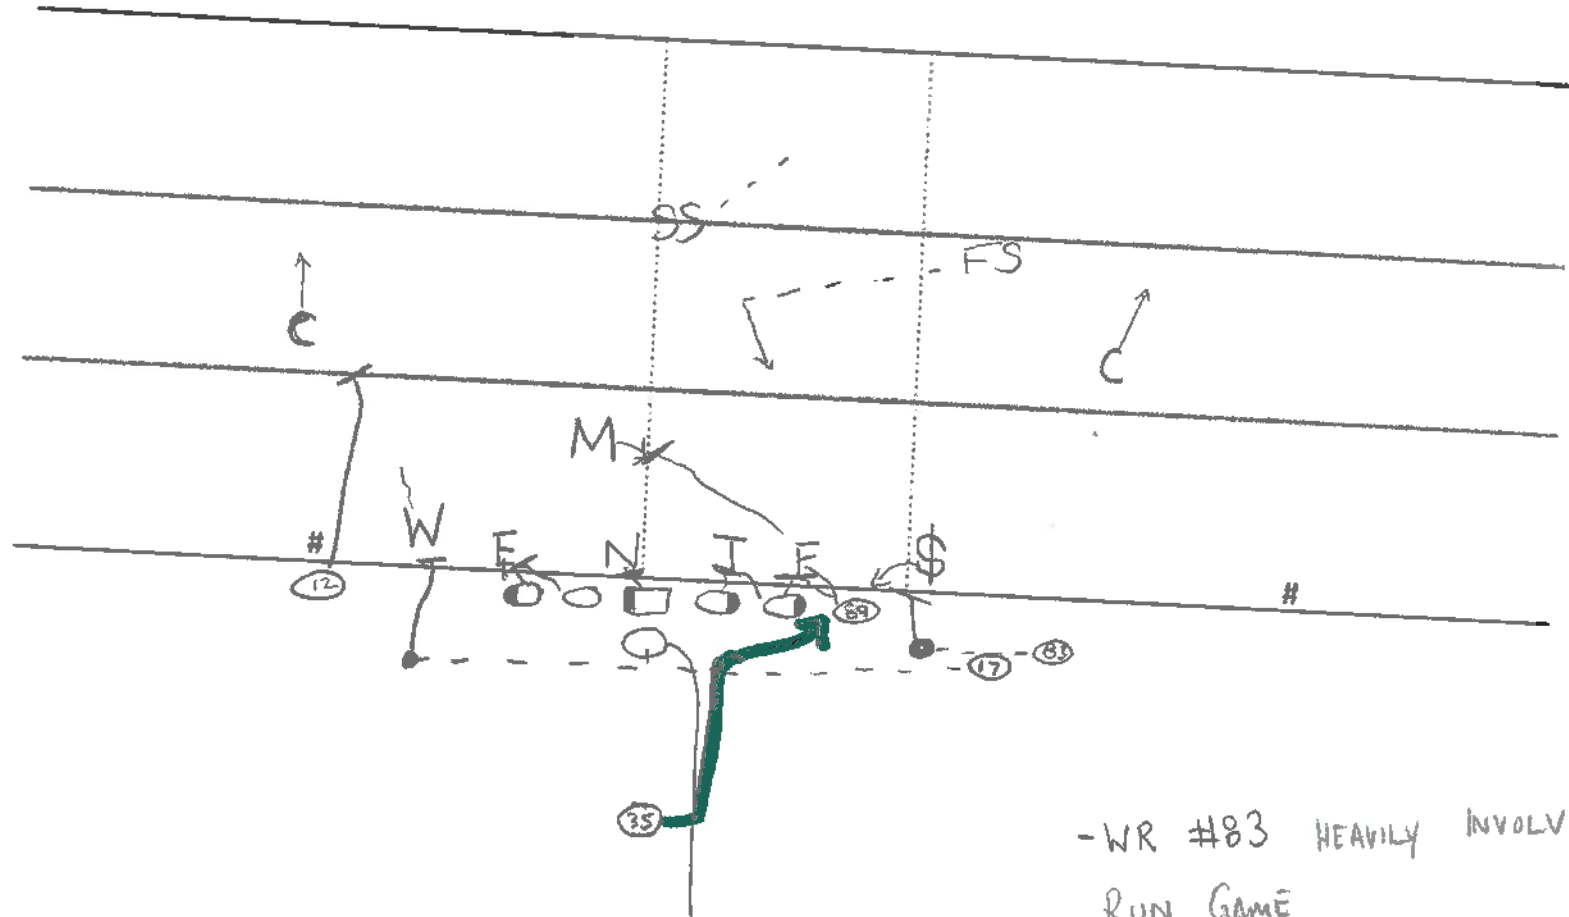 SS
FS
C
C
M
W E N T E $
# #
12 89
17 83
35
-WR #83 HEAVILY INVOLV
RUN GAME